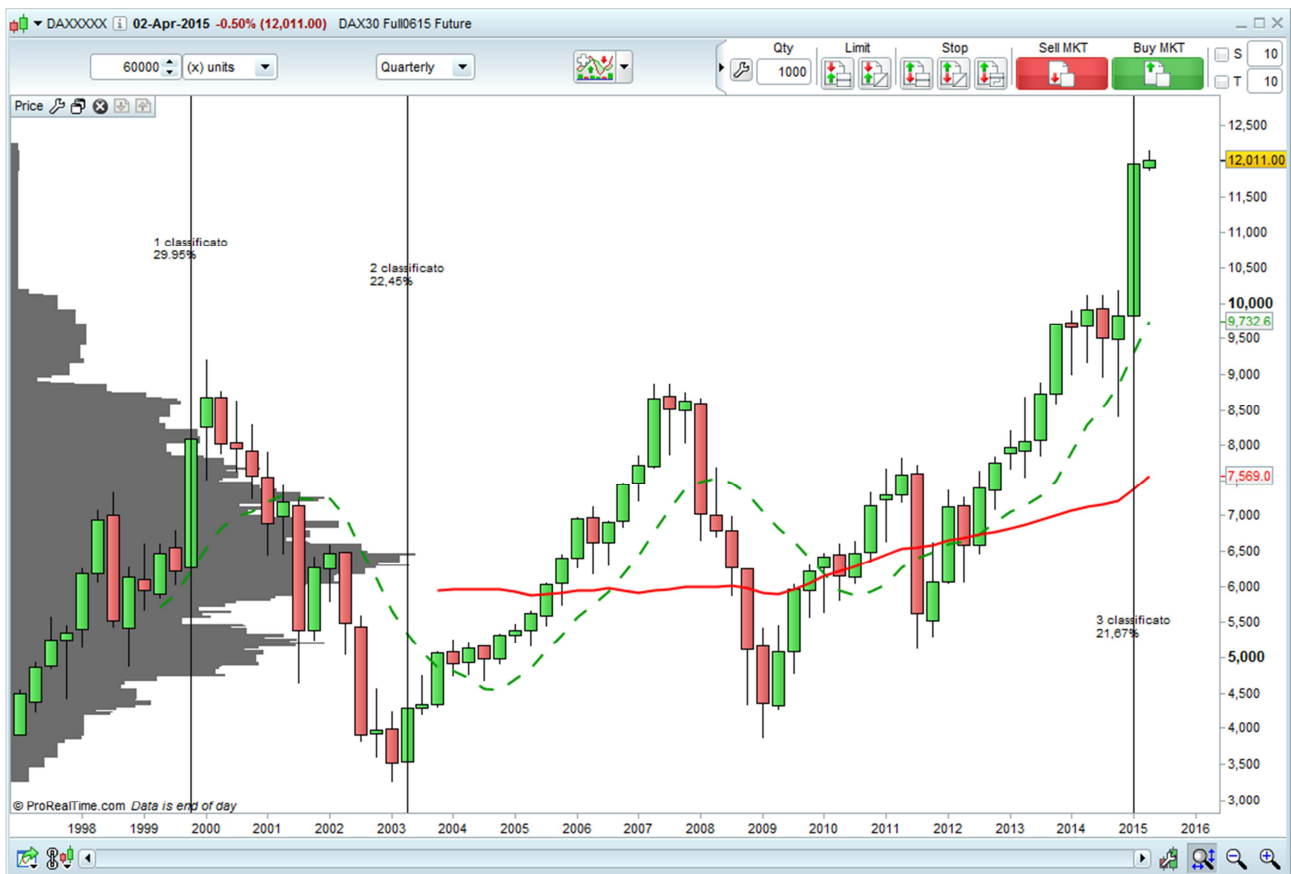 DAXXXXX i 02-Apr-2015 -0.50% (12,011.00) DAX30 Full0615 Future
60000 (x) units Quarterly
Qty Limit Stop Sell MKT Buy MKT
1000
S 10
T 10
Price
12,500
12,011.00
11,500
11,000
10,500
10,000
9,732.6
9,500
9,000
8,500
8,000
7,569.0
7,000
6,500
6,000
5,500
5,000
4,500
4,000
3,500
3,000
1 classificato
29.95%
2 classificato
22,45%
3 classificato
21,67%
© ProRealTime.com Data is end of day
1998 1999 2000 2001 2002 2003 2004 2005 2006 2007 2008 2009 2010 2011 2012 2013 2014 2015 2016